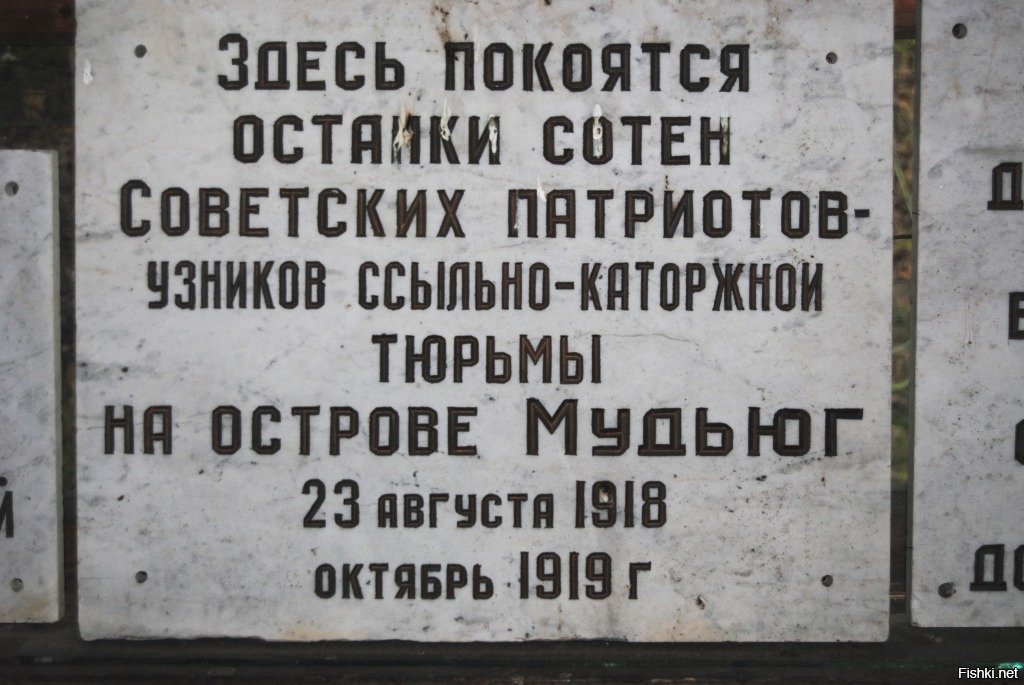 Здесь покоятся
останки сотен
Советских патриотов-
узников ссыльно-каторжной
тюрьмы
на острове Мудьюг
23 августа 1918
октябрь 1919 г
Fishki.net